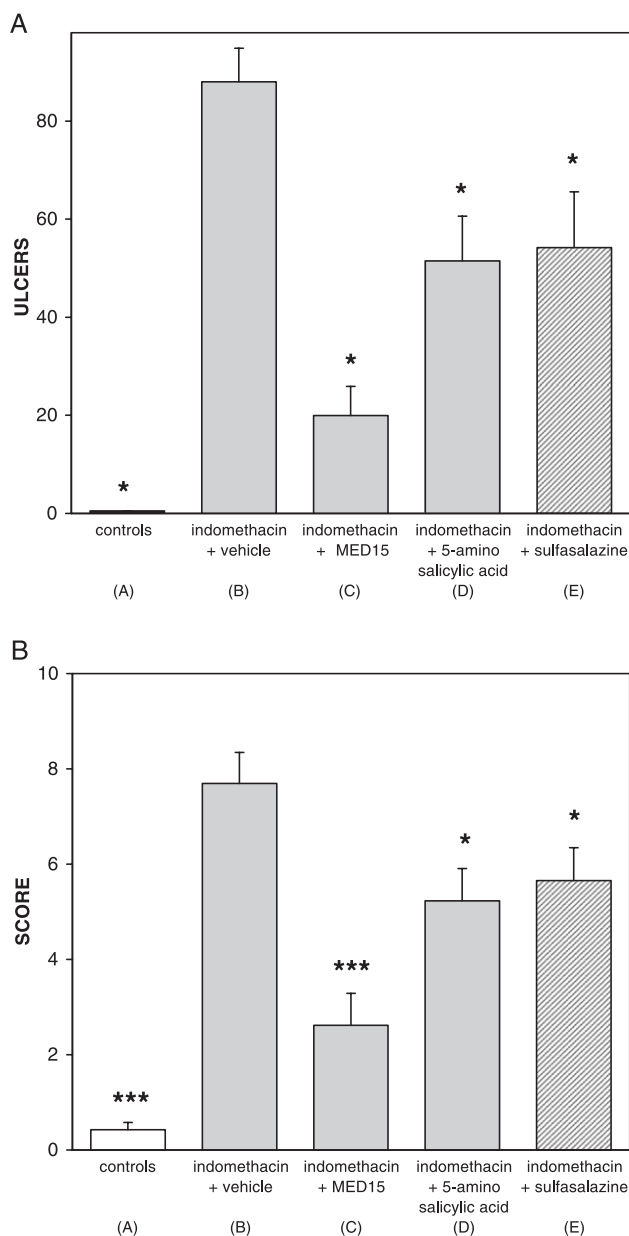 A
ULCERS
80
60
40
20
0
*
*
*
*
controls
indomethacin
+ vehicle
indomethacin
+ MED15
indomethacin
+ 5-amino
salicylic acid
indomethacin
+ sulfasalazine
(A)
(B)
(C)
(D)
(E)
B
SCORE
10
8
6
4
2
0
***
***
*
*
controls
indomethacin
+ vehicle
indomethacin
+ MED15
indomethacin
+ 5-amino
salicylic acid
indomethacin
+ sulfasalazine
(A)
(B)
(C)
(D)
(E)